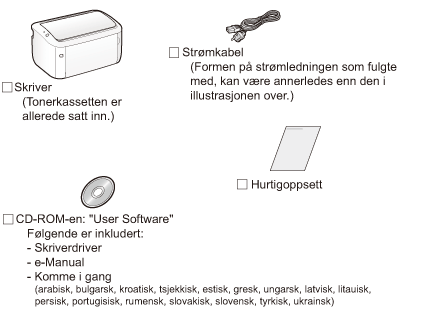 Skriver
(Tonerkassetten er
allerede satt inn.)
Strømkabel
(Formen på strømledningen som fulgte
med, kan være annerledes enn den i
illustrasjonen over.)
Hurtigoppsett
CD-ROM-en: "User Software"
Følgende er inkludert:
- Skriverdriver
- e-Manual
- Komme i gang
(arabisk, bulgarsk, kroatisk, tsjekkisk, estisk, gresk, ungarsk, latvisk, litauisk,
persisk, portugisisk, rumensk, slovakisk, slovensk, tyrkisk, ukrainsk)